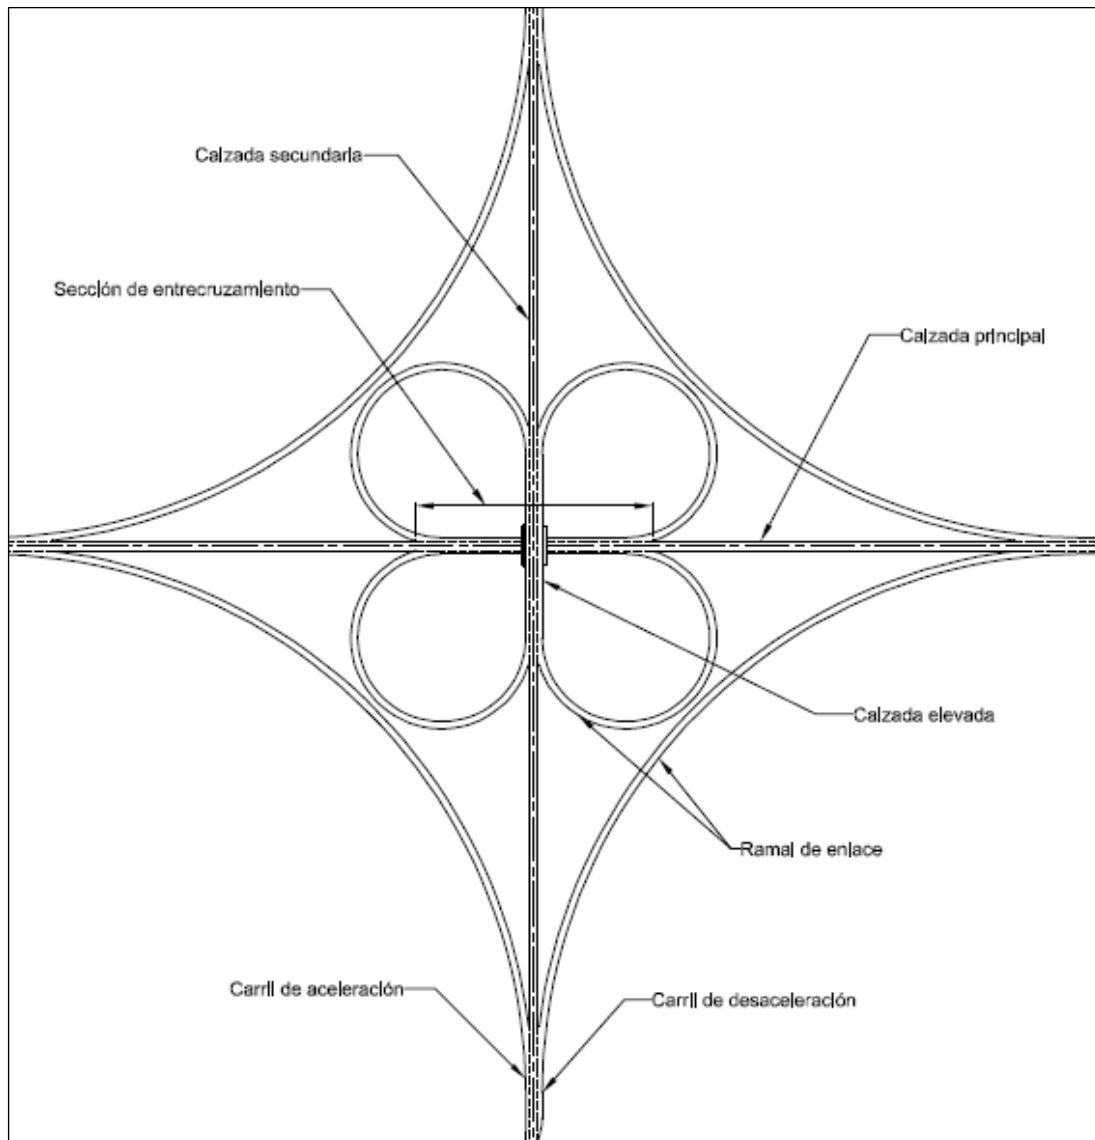 Calzada secundaria
Sección de entrecruzamiento
Calzada principal
Calzada elevada
Ramal de enlace
Carril de aceleración
Carril de desaceleración